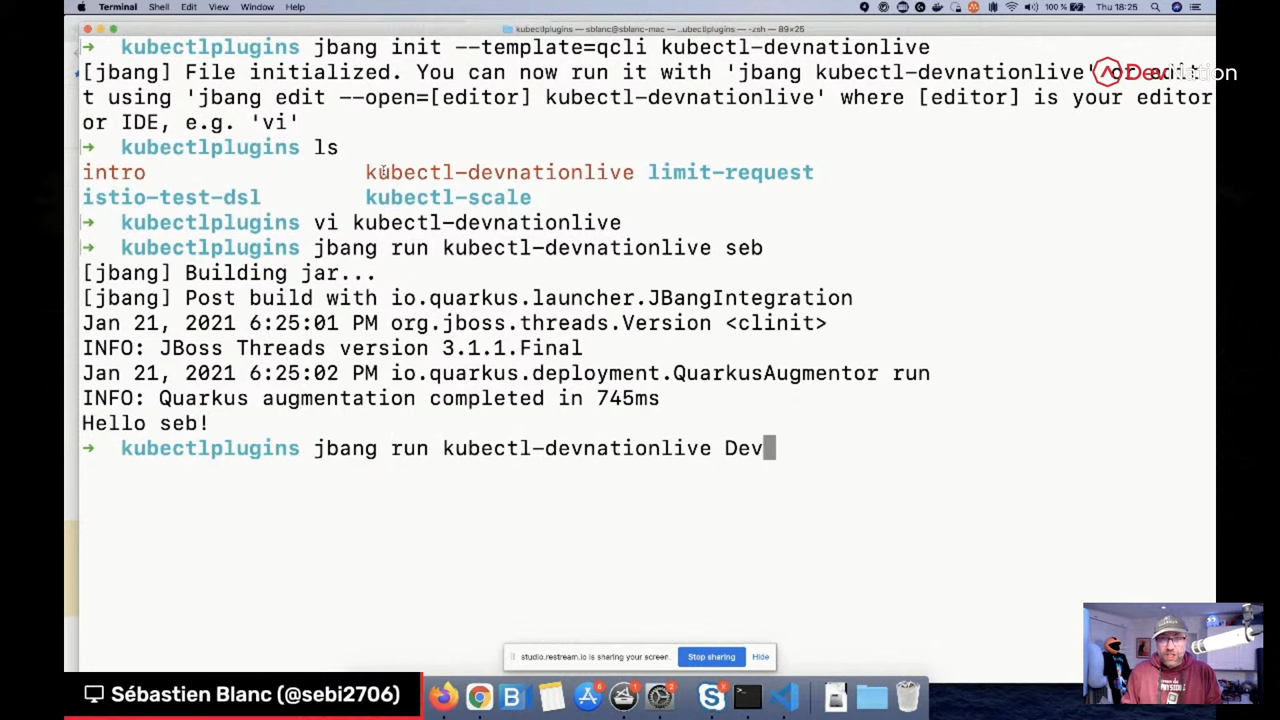 Terminal Shell Edit View Window Help
100 % Thu 18:25
kubectlplugins — sblanc@sblanc-mac — ..ubectlplugins — -zsh — 89×25
➜ kubectlplugins jbang init --template=qcli kubectl-devnationlive
[jbang] File initialized. You can now run it with 'jbang kubectl-devnationlive' or edi
t using 'jbang edit --open=[editor] kubectl-devnationlive' where [editor] is your editor
or IDE, e.g. 'vi'
DevNation
➜ kubectlplugins ls
intro kubectl-devnationlive limit-request
istio-test-dsl kubectl-scale
➜ kubectlplugins vi kubectl-devnationlive
➜ kubectlplugins jbang run kubectl-devnationlive seb
[jbang] Building jar...
[jbang] Post build with io.quarkus.launcher.JBangIntegration
Jan 21, 2021 6:25:01 PM org.jboss.threads.Version <clinit>
INFO: JBoss Threads version 3.1.1.Final
Jan 21, 2021 6:25:02 PM io.quarkus.deployment.QuarkusAugmentor run
INFO: Quarkus augmentation completed in 745ms
Hello seb!
➜ kubectlplugins jbang run kubectl-devnationlive Dev
studio.restream.io is sharing your screen. Stop sharing Hide
Sébastien Blanc (@sebi2706)